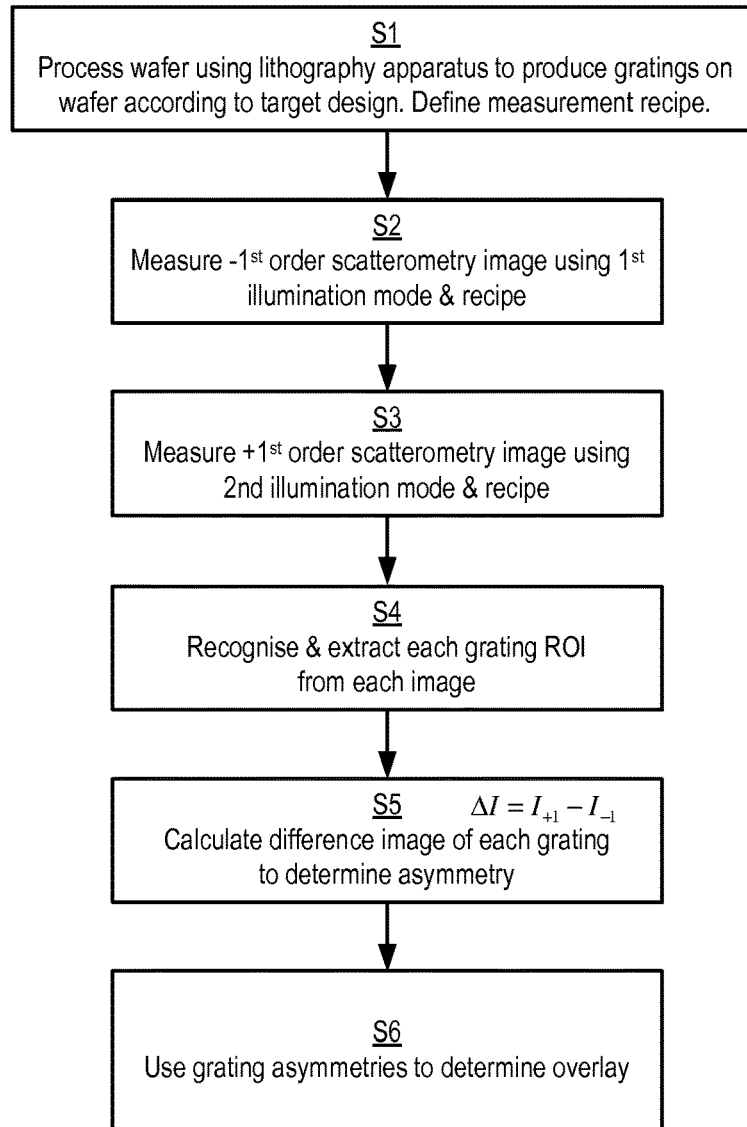 S1
Process wafer using lithography apparatus to produce gratings on
wafer according to target design. Define measurement recipe.
S2
Measure -1st order scatterometry image using 1st
illumination mode & recipe
S3
Measure +1st order scatterometry image using
2nd illumination mode & recipe
S4
Recognise & extract each grating ROI
from each image
S5 ΔI = I₊₁ − I₋₁
Calculate difference image of each grating
to determine asymmetry
S6
Use grating asymmetries to determine overlay